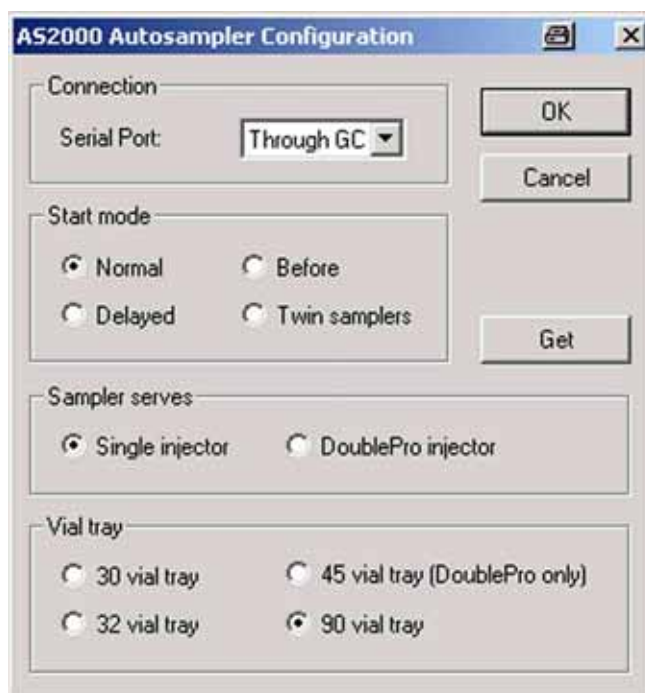 AS2000 Autosampler Configuration
Connection
OK
Serial Port:
Through GC
Cancel
Start mode
Normal
Before
Delayed
Twin samplers
Get
Sampler serves
Single injector
DoublePro injector
Vial tray
30 vial tray
45 vial tray (DoublePro only)
32 vial tray
90 vial tray